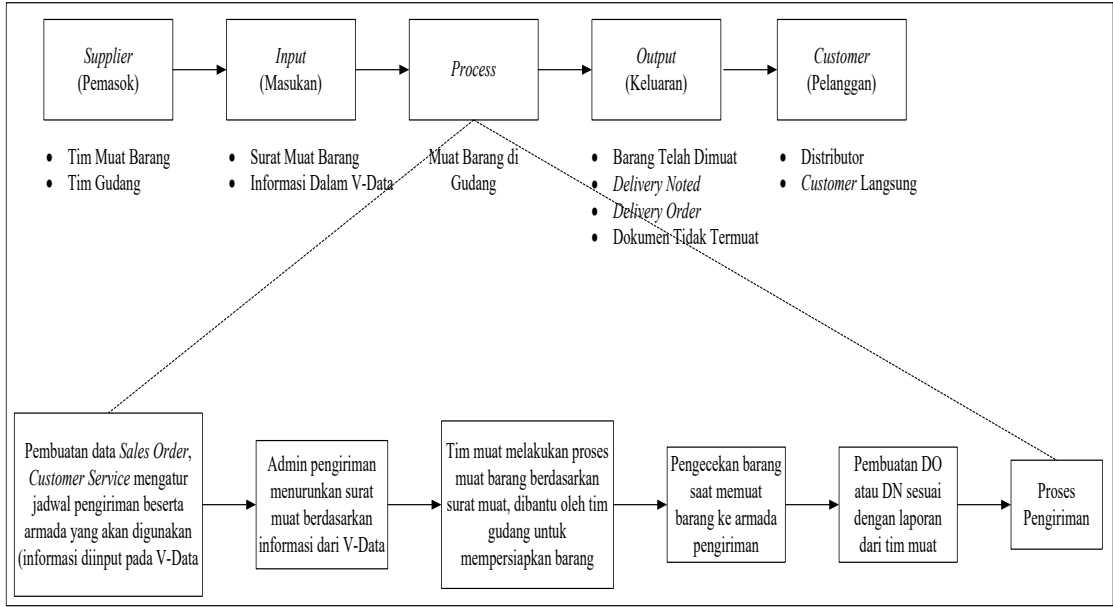 Supplier
(Pemasok)
Input
(Masukan)
Process
Output
(Keluaran)
Customer
(Pelanggan)
• Tim Muat Barang
• Tim Gudang
• Surat Muat Barang
• Informasi Dalam V-Data
Muat Barang di
Gudang
• Barang Telah Dimuat
• Delivery Noted
• Delivery Order
• Dokumen Tidak Termuat
• Distributor
• Customer Langsung
Pembuatan data Sales Order,
Customer Service mengatur
jadwal pengiriman beserta
armada yang akan digunakan
(informasi diinput pada V-Data
Admin pengiriman
menurunkan surat
muat berdasarkan
informasi dari V-Data
Tim muat melakukan proses
muat barang berdasarkan
surat muat, dibantu oleh tim
gudang untuk
mempersiapkan barang
Pengecekan barang
saat memuat
barang ke armada
pengiriman
Pembuatan DO
atau DN sesuai
dengan laporan
dari tim muat
Proses
Pengiriman